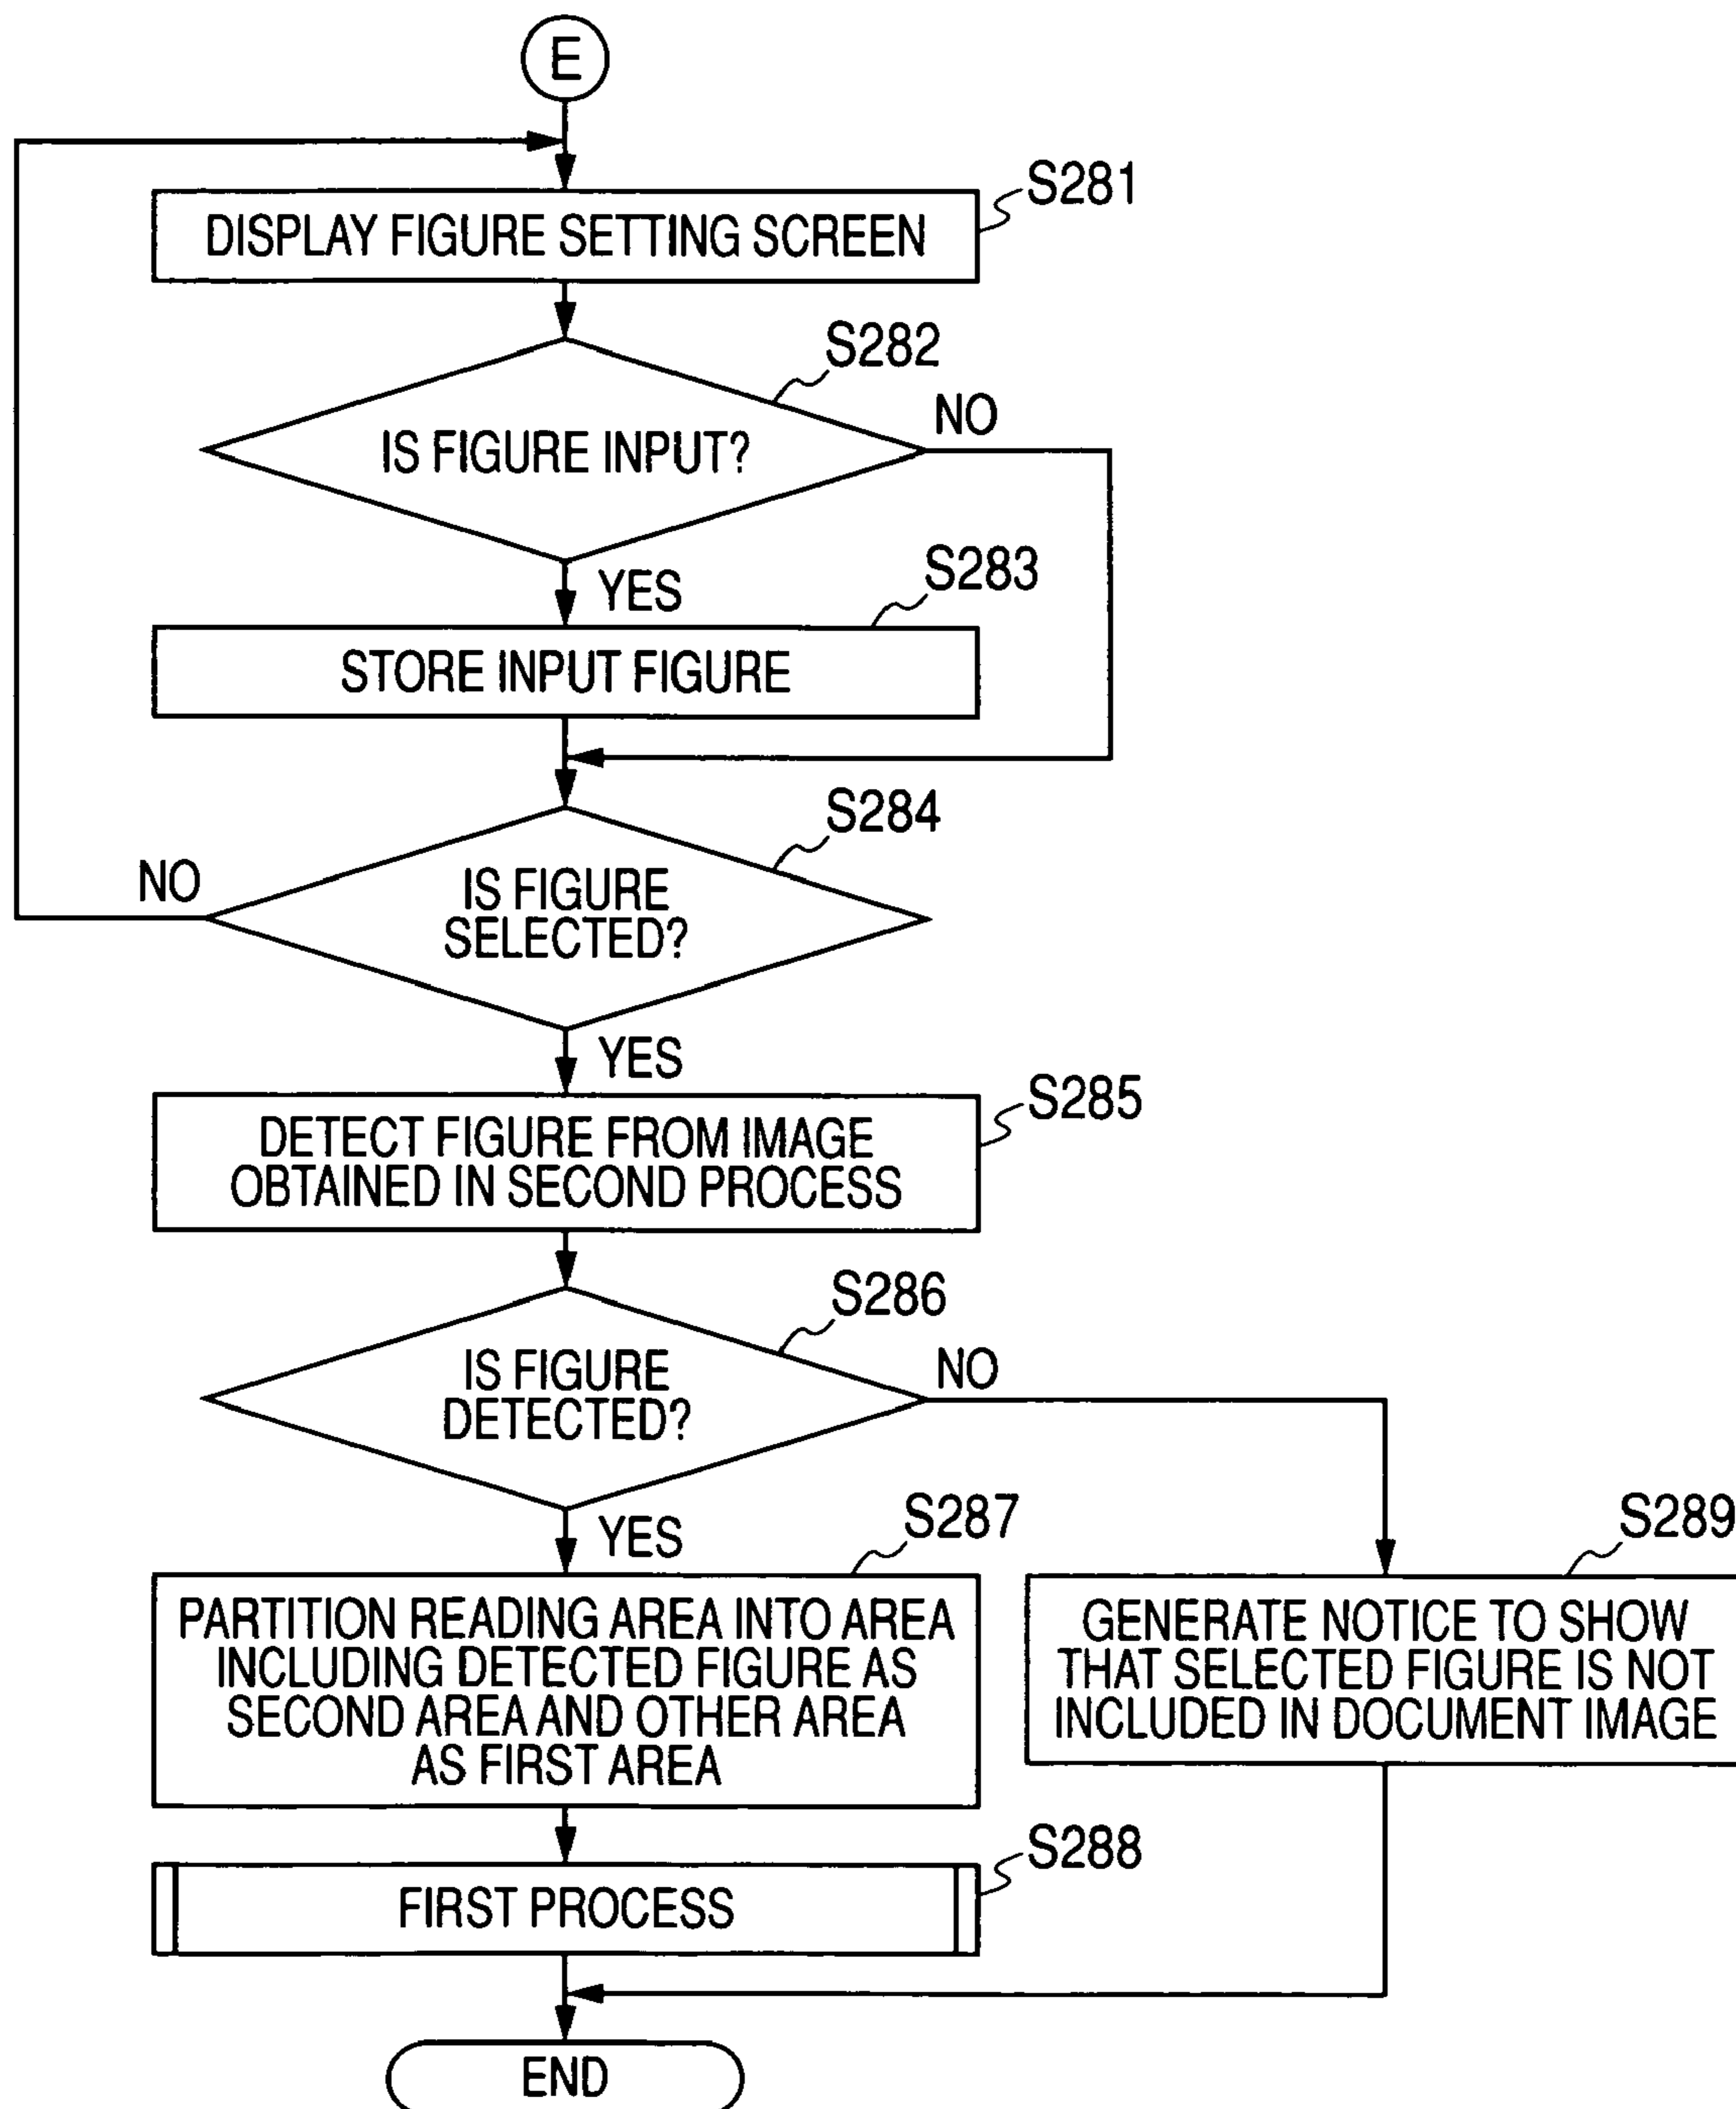 E
S281
DISPLAY FIGURE SETTING SCREEN
S282
IS FIGURE INPUT?
NO
YES
S283
STORE INPUT FIGURE
S284
NO
IS FIGURE
SELECTED?
YES
S285
DETECT FIGURE FROM IMAGE
OBTAINED IN SECOND PROCESS
S286
IS FIGURE
DETECTED?
NO
YES
S287
PARTITION READING AREA INTO AREA
INCLUDING DETECTED FIGURE AS
SECOND AREA AND OTHER AREA
AS FIRST AREA
S289
GENERATE NOTICE TO SHOW
THAT SELECTED FIGURE IS NOT
INCLUDED IN DOCUMENT IMAGE
S288
FIRST PROCESS
END